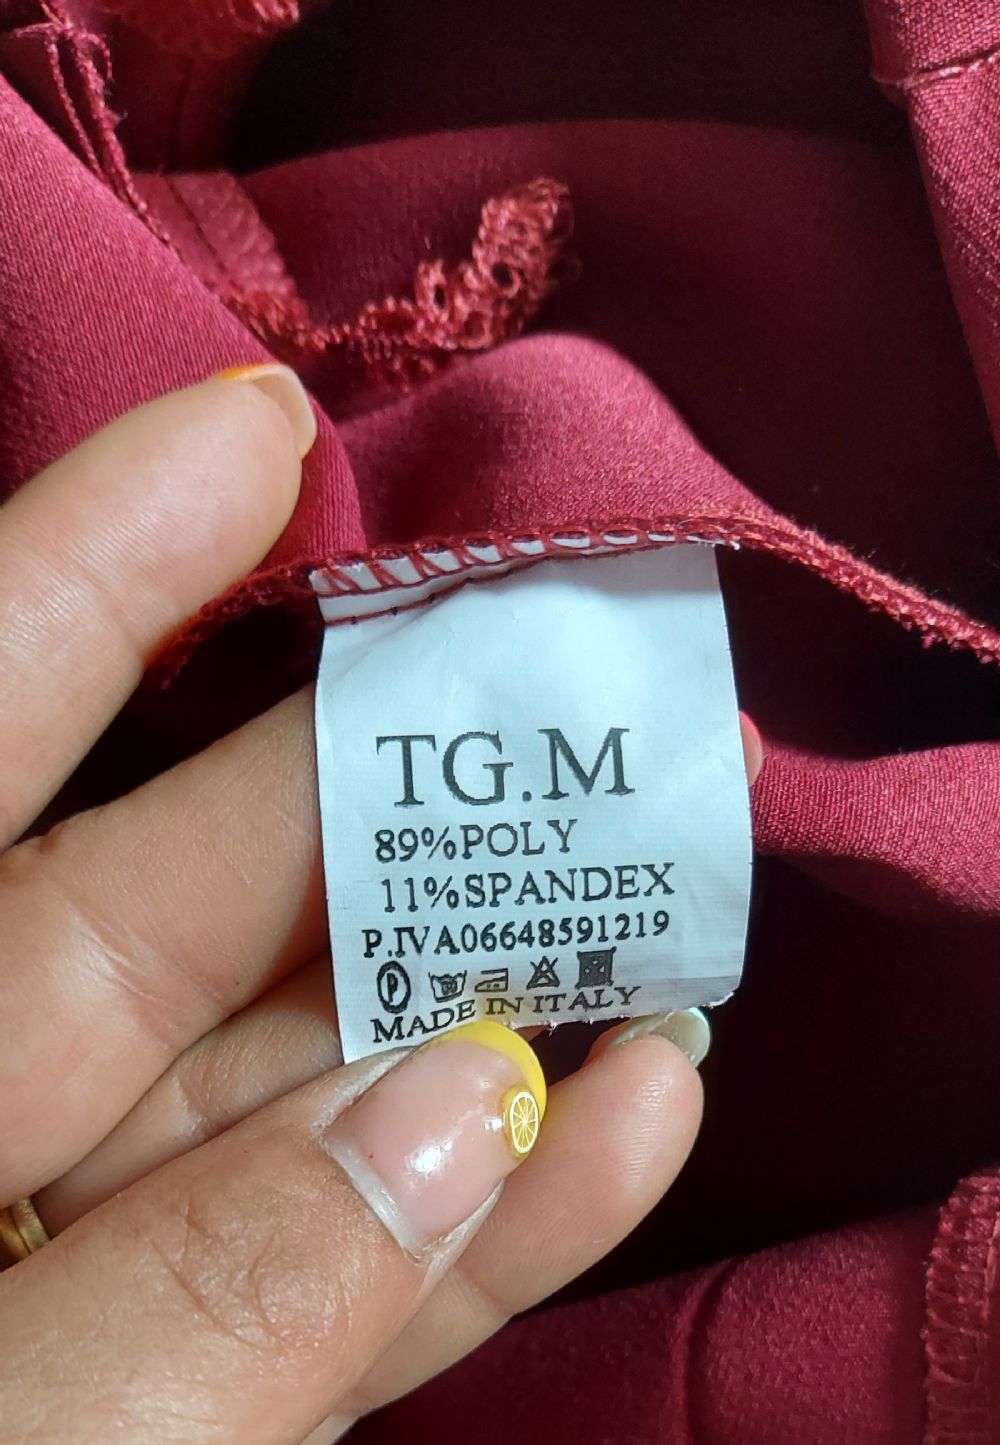 TG.M
89%POLY
11%SPANDEX
P.IVA06648591219
P
MADE IN ITALY